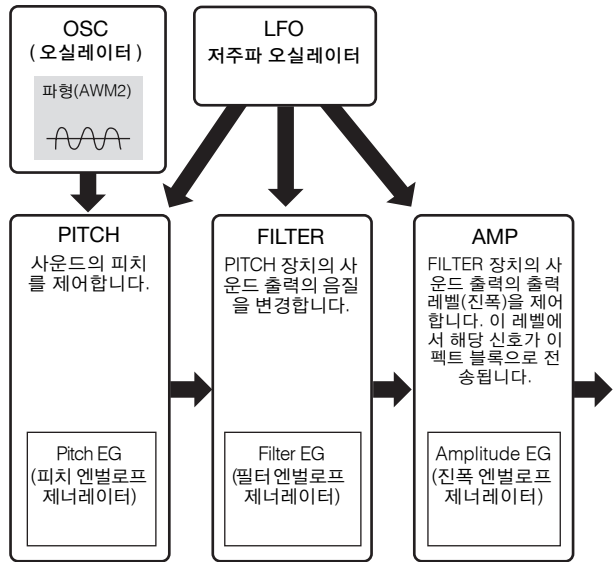 OSC
( 오실레이터 )
파형(AWM2)
LFO
저주파 오실레이터
PITCH
사운드의 피치
를 제어합니다.
Pitch EG
(피치 엔벌로프
제너레이터)
FILTER
PITCH 장치의 사
운드 출력의 음질
을 변경합니다.
Filter EG
(필터 엔벌로프
제너레이터)
AMP
FILTER 장치의 사
운드 출력의 출력
레벨(진폭)을 제어
합니다. 이 레벨에
서 해당 신호가 이
펙트 블록으로 전
송됩니다.
Amplitude EG
(진폭 엔벌로프
제너레이터)